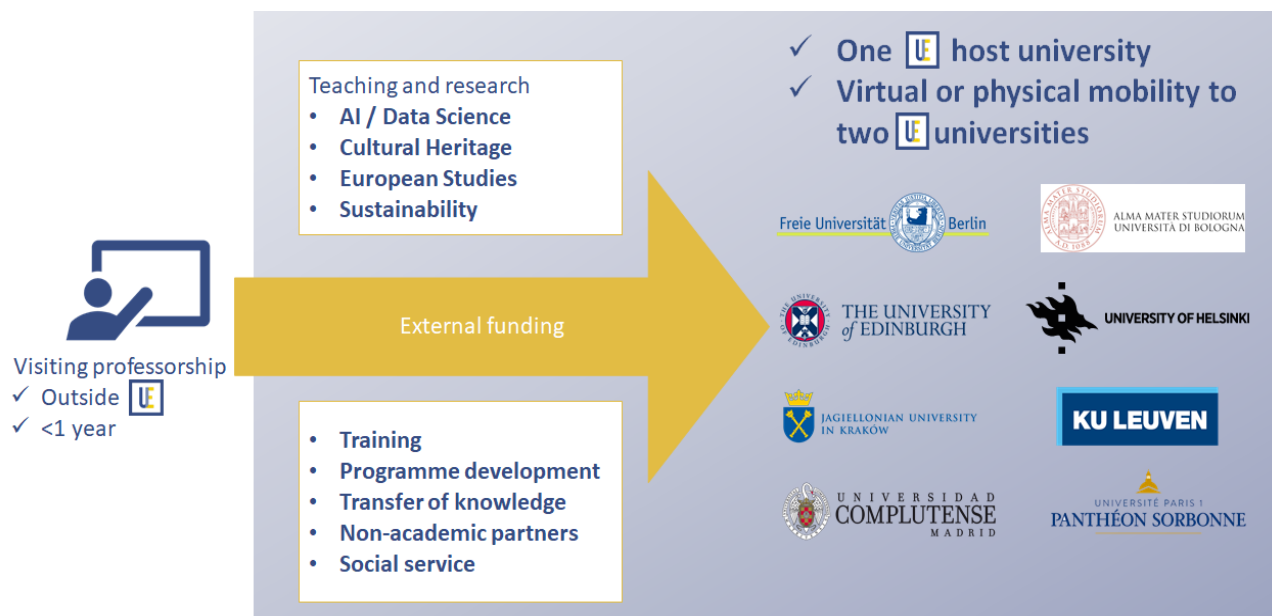 Visiting professorship
✓ Outside UE
✓ <1 year
Teaching and research
• AI / Data Science
• Cultural Heritage
• European Studies
• Sustainability
External funding
• Training
• Programme development
• Transfer of knowledge
• Non-academic partners
• Social service
✓ One UE host university
✓ Virtual or physical mobility to
two UE universities
Freie Universität Berlin
ALMA MATER STUDIORUM
UNIVERSITÀ DI BOLOGNA
THE UNIVERSITY
of EDINBURGH
UNIVERSITY OF HELSINKI
JAGIELLONIAN UNIVERSITY
IN KRAKÓW
KU LEUVEN
UNIVERSIDAD
COMPLUTENSE
MADRID
UNIVERSITÉ PARIS 1
PANTHÉON SORBONNE